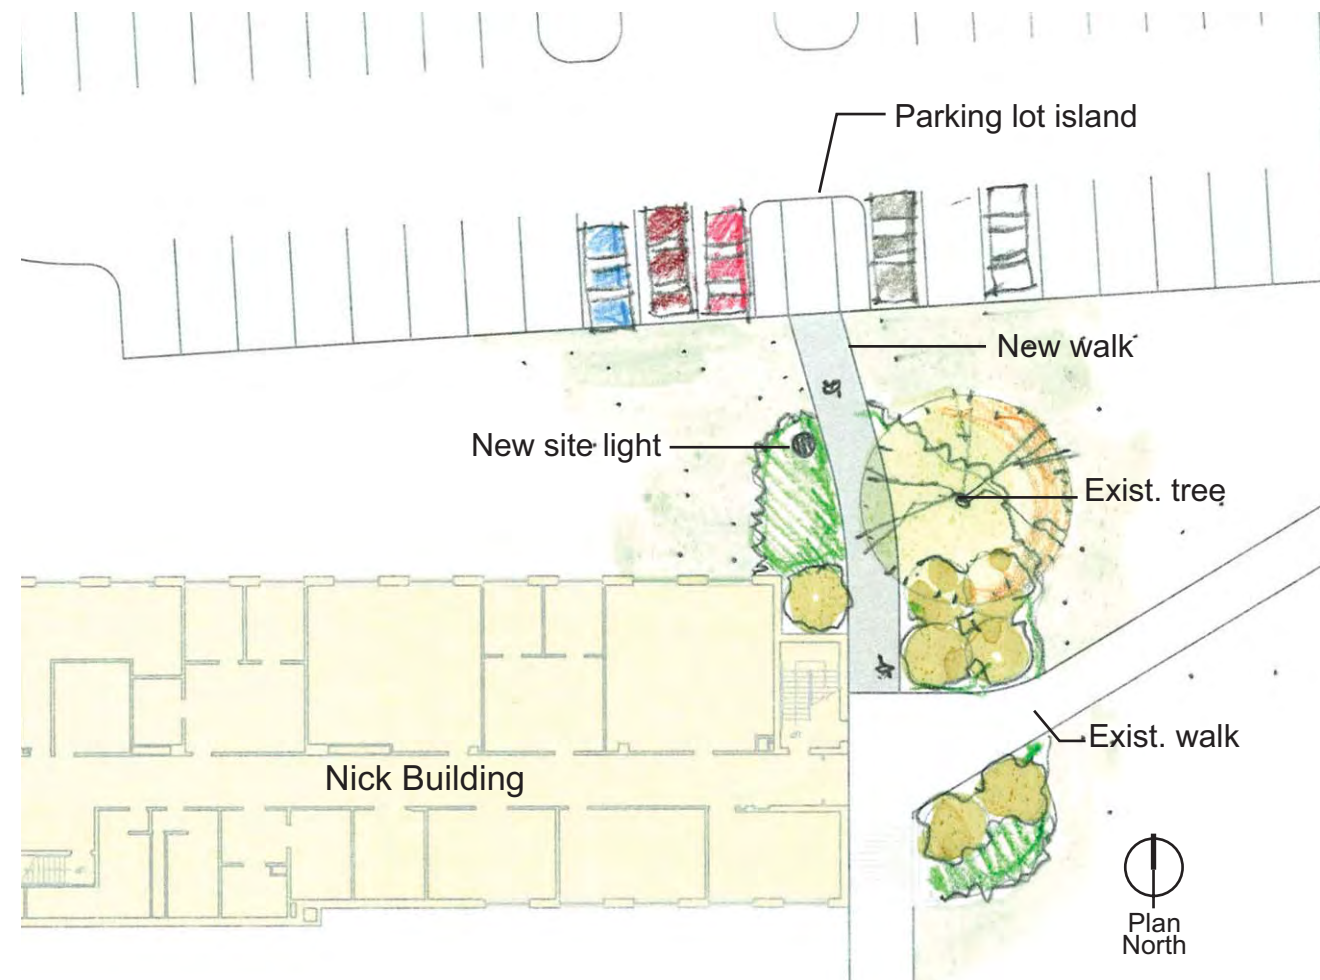 Parking lot island
New walk
New site light
Exist. tree
Exist. walk
Nick Building
Plan
North